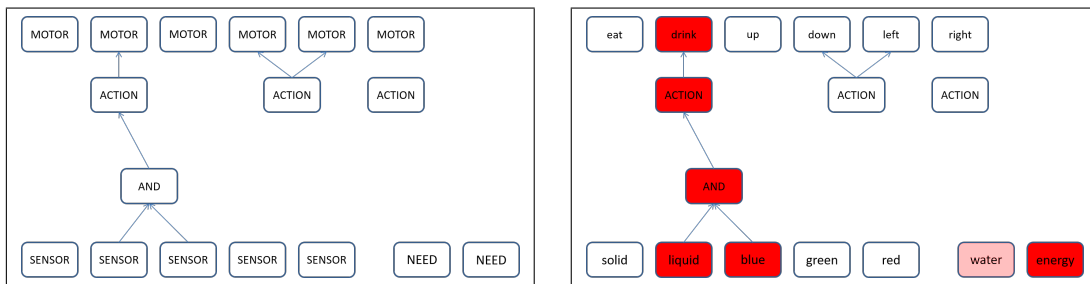 MOTOR MOTOR MOTOR MOTOR MOTOR MOTOR
ACTION ACTION ACTION
AND
SENSOR SENSOR SENSOR SENSOR SENSOR NEED NEED
eat drink up down left right
ACTION ACTION ACTION
AND
solid liquid blue green red water energy